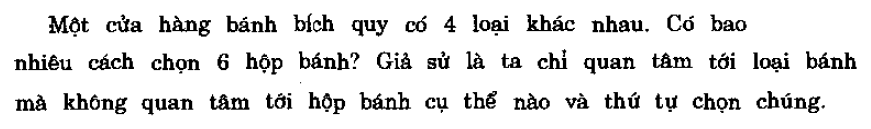 Một cửa hàng bánh bích quy có 4 loại khác nhau. Có bao
nhiêu cách chọn 6 hộp bánh? Giả sử là ta chỉ quan tâm tới loại bánh
mà không quan tâm tới hộp bánh cụ thể nào và thứ tự chọn chúng.